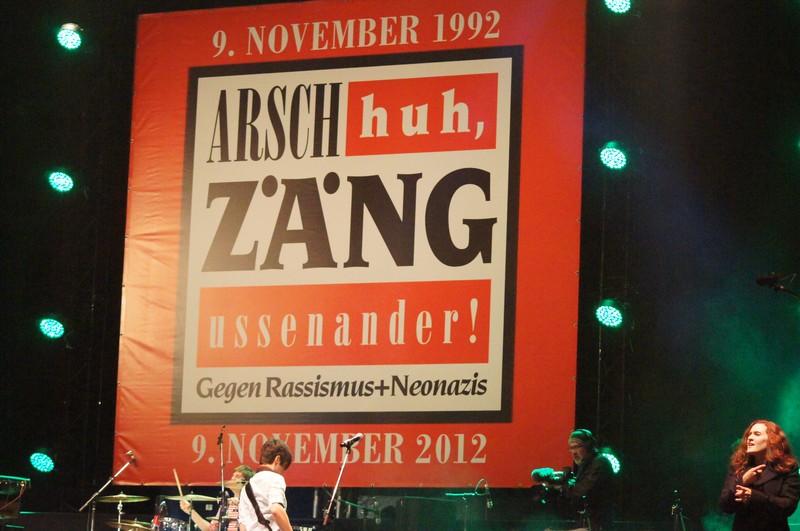 9. NOVEMBER 1992
ARSCH huh,
ZÄNG
ussenander!
Gegen Rassismus+Neonazis
9. NOVEMBER 2012